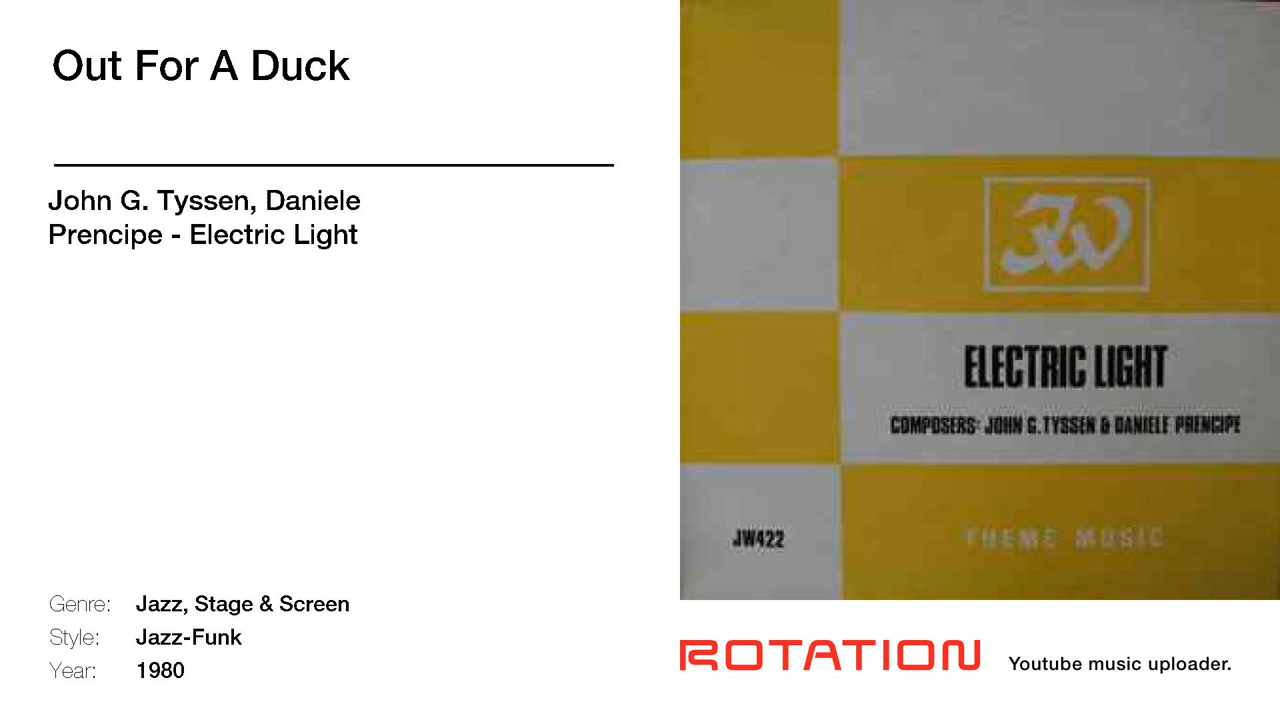 Out For A Duck
John G. Tyssen, Daniele
Prencipe - Electric Light
Genre: Jazz, Stage & Screen
Style: Jazz-Funk
Year: 1980
JW
ELECTRIC LIGHT
COMPOSERS: JOHN G. TYSSEN & DANIELE PRENCIPE
JW422
THEME MUSIC
ROTATION
Youtube music uploader.